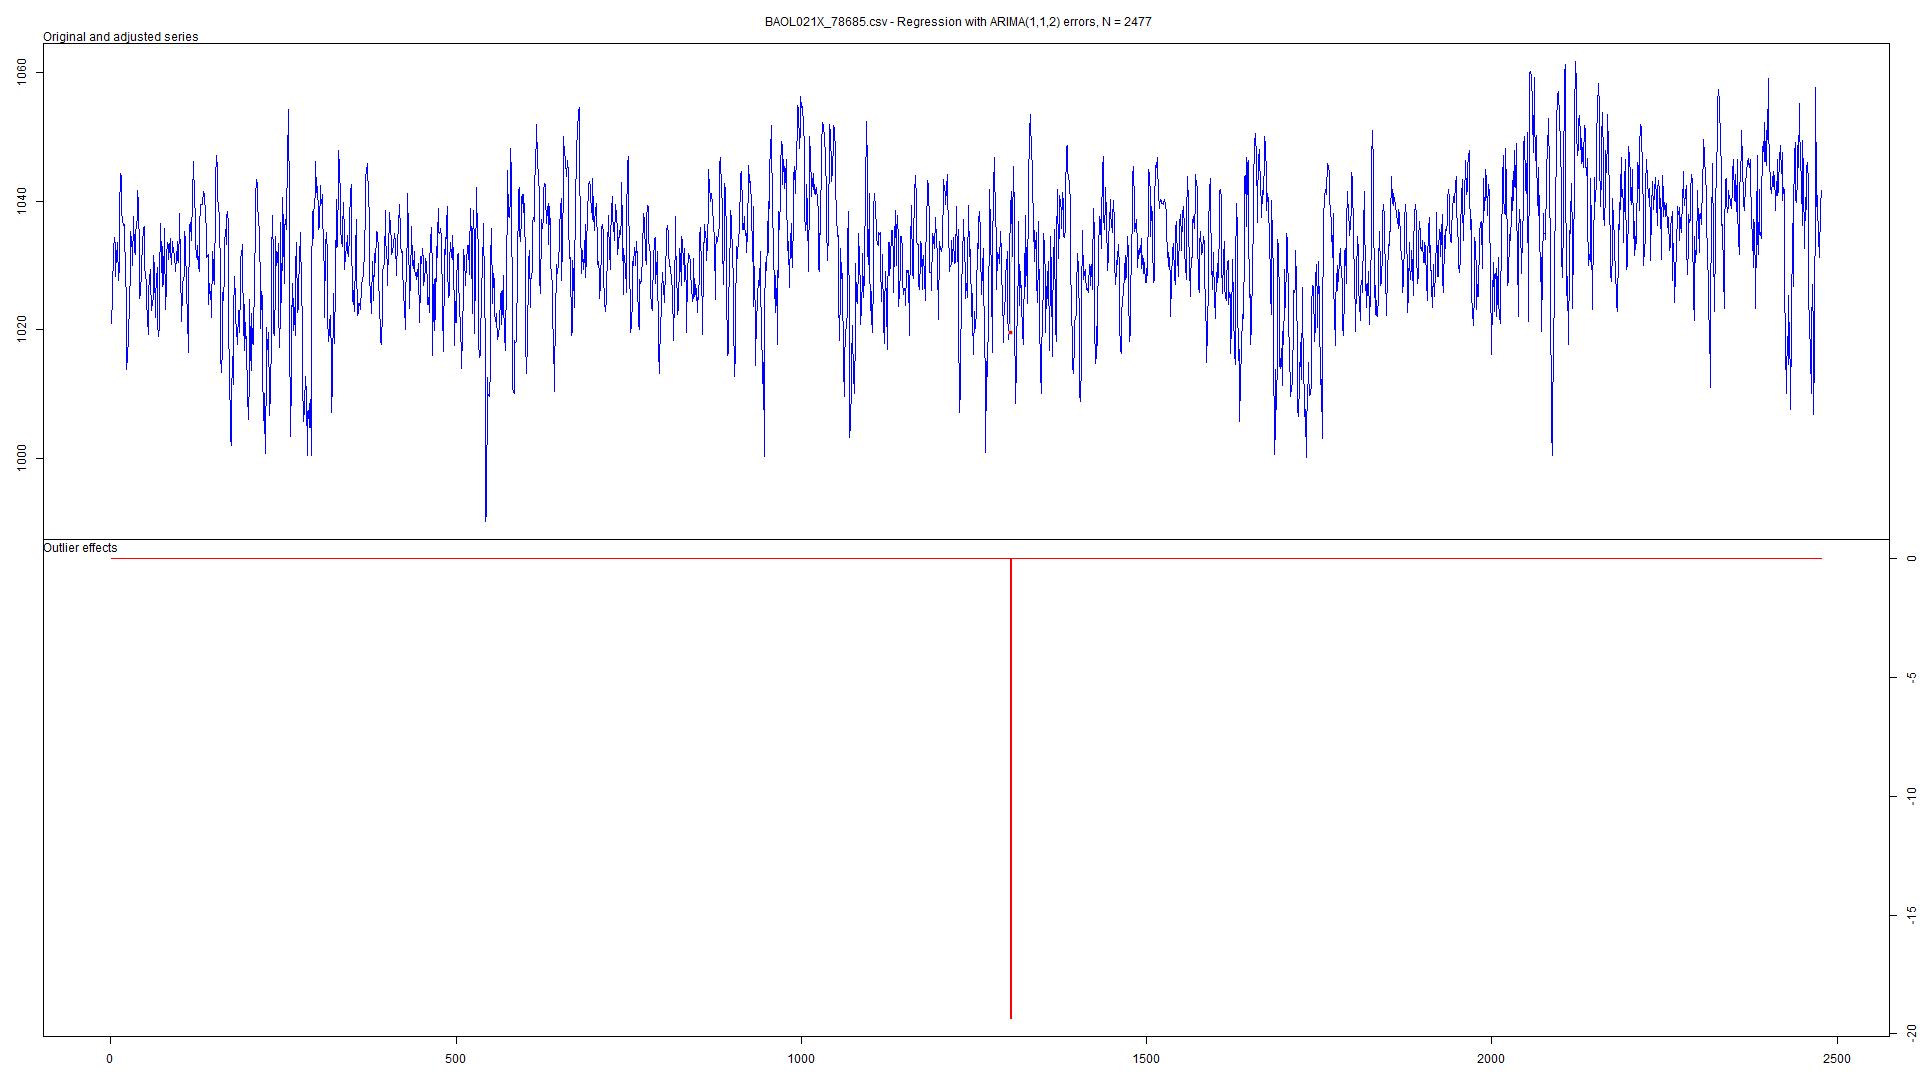 BAOL021X_78685.csv - Regression with ARIMA(1,1,2) errors, N = 2477
Original and adjusted series
1060
1040
1020
1000
Outlier effects
0
-5
-10
-15
-20
0 500 1000 1500 2000 2500